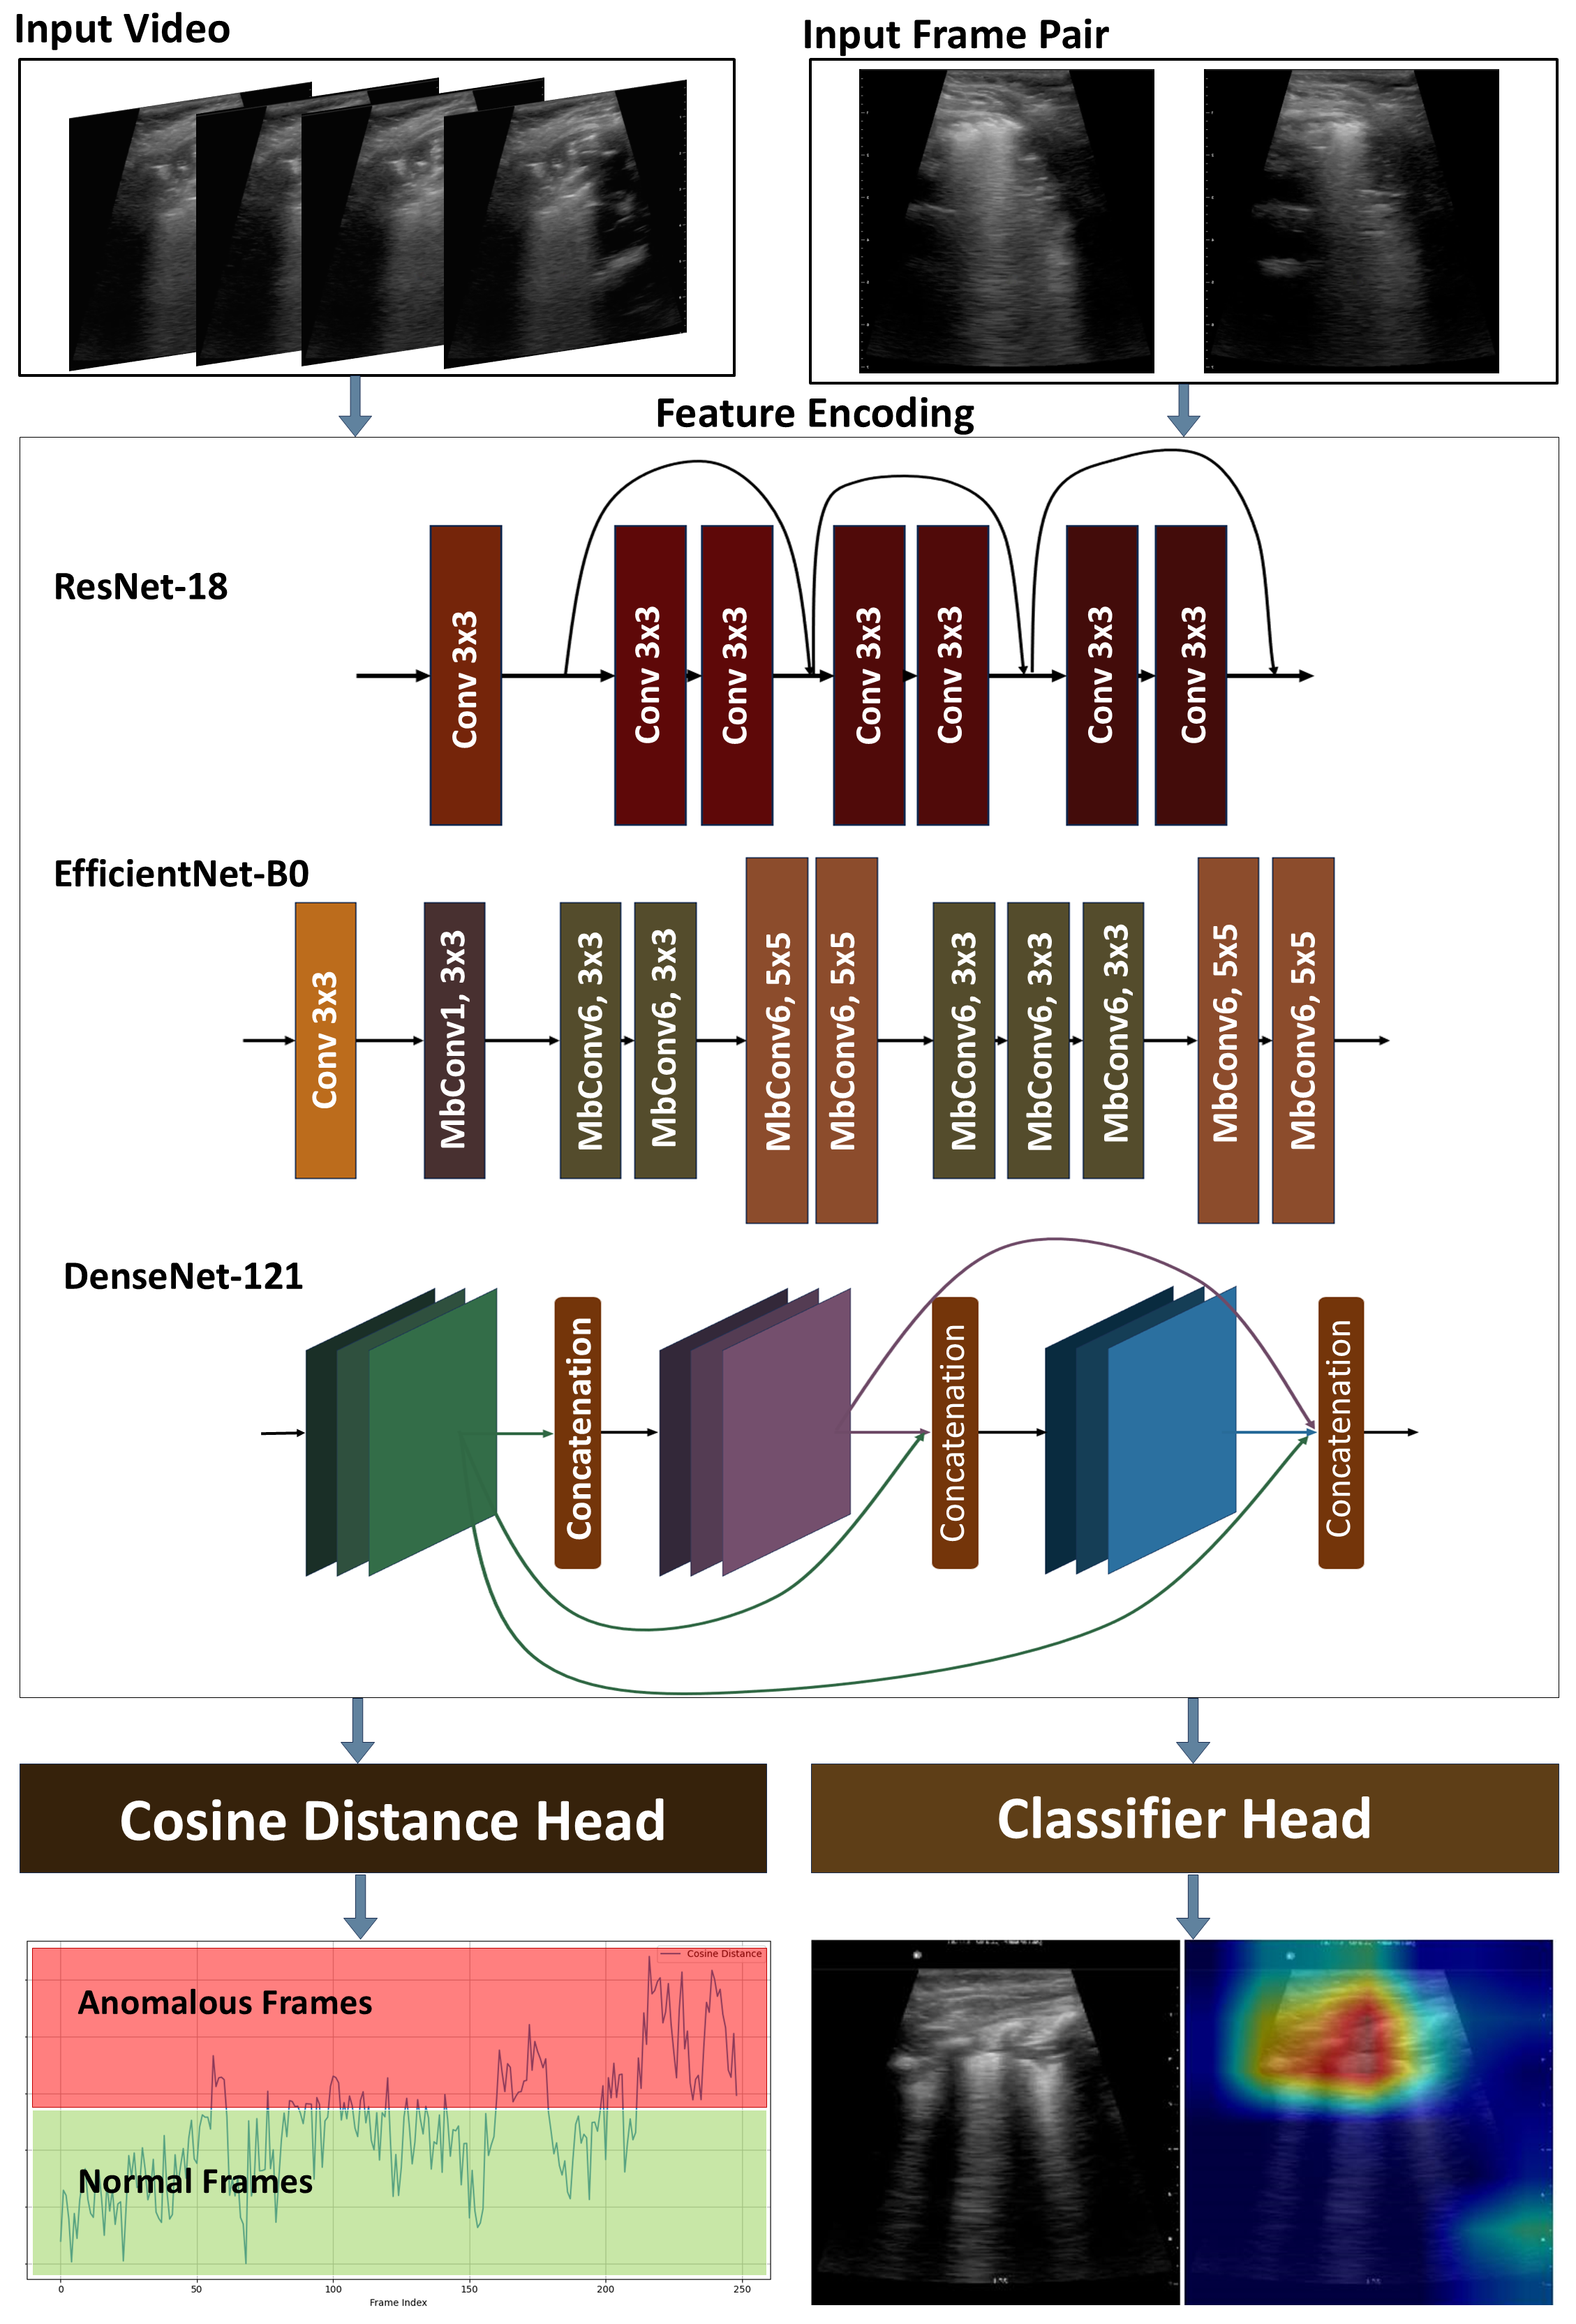 Input Video
Input Frame Pair
Feature Encoding
ResNet-18
Conv 3x3
Conv 3x3
Conv 3x3
Conv 3x3
Conv 3x3
Conv 3x3
Conv 3x3
EfficientNet-B0
Conv 3x3
MbConv1, 3x3
MbConv6, 3x3
MbConv6, 3x3
MbConv6, 5x5
MbConv6, 5x5
MbConv6, 3x3
MbConv6, 3x3
MbConv6, 3x3
MbConv6, 5x5
MbConv6, 5x5
DenseNet-121
Concatenation
Concatenation
Concatenation
Cosine Distance Head
Classifier Head
Cosine Distance
Anomalous Frames
Normal Frames
0 50 100 150 200 250
Frame Index